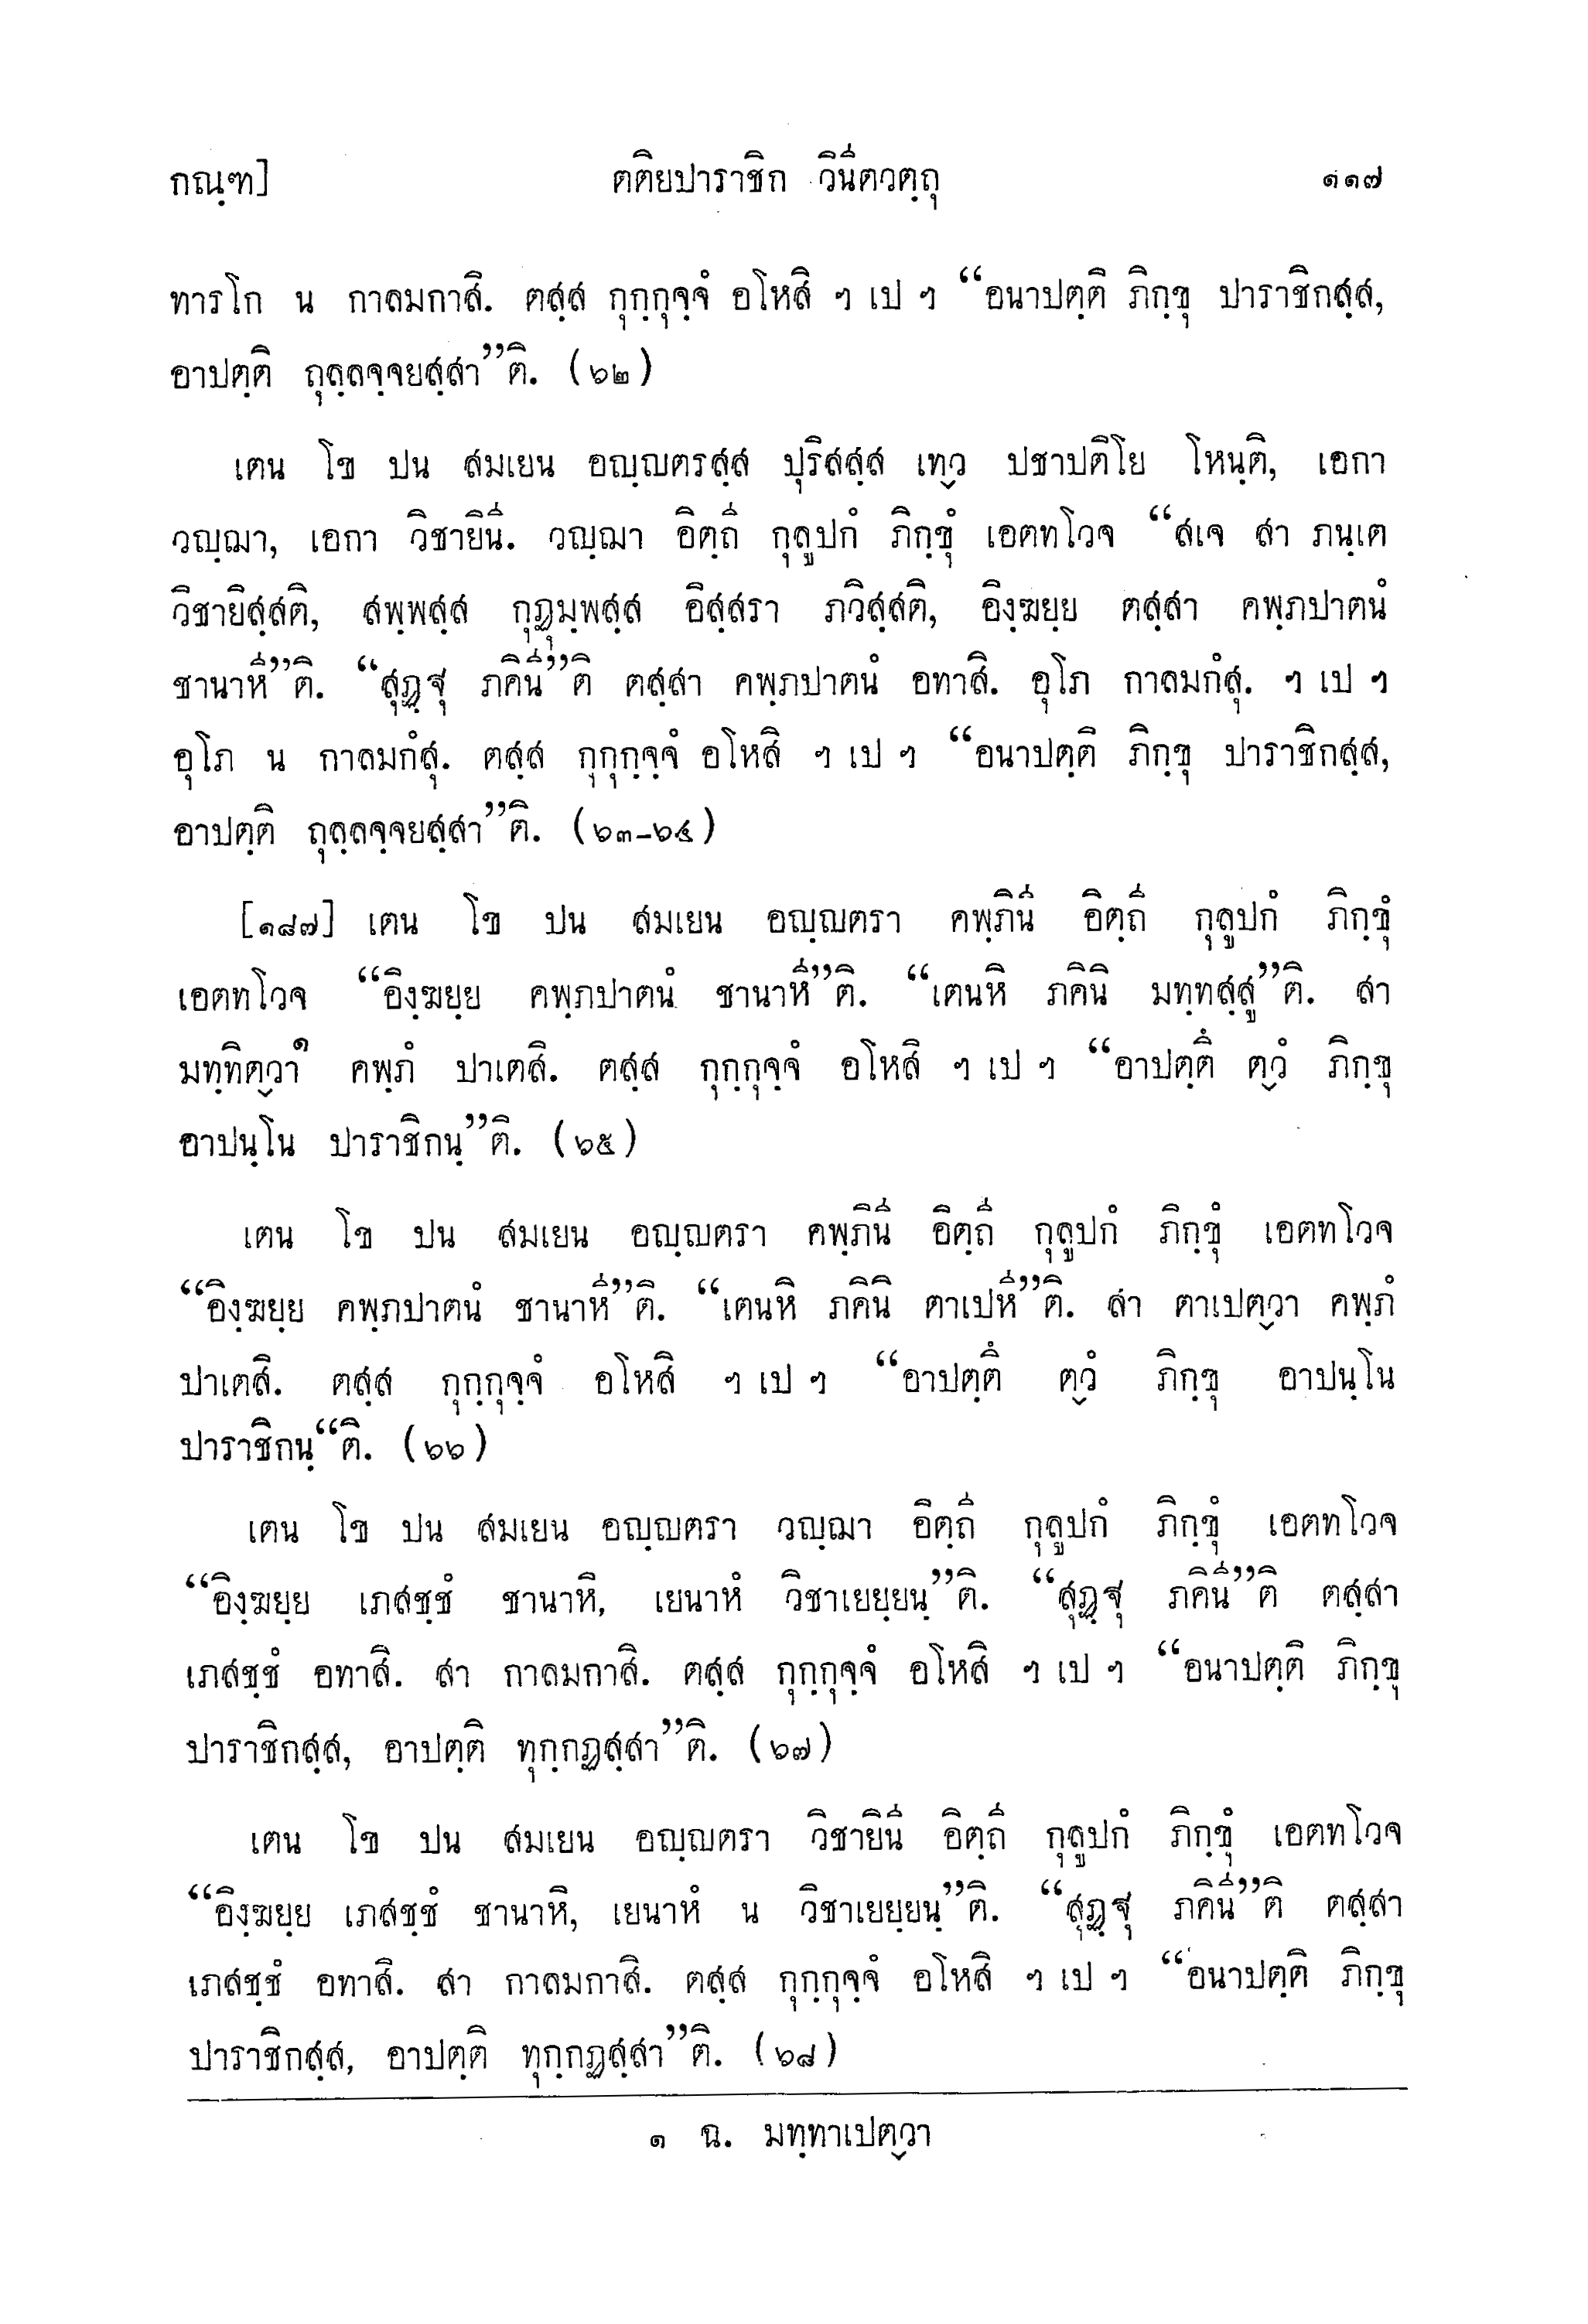 กณฺฑ] ตติยปาราชิก วินีตวตฺถุ ๑๑๗
ทารโก น กาลมกาสิ. ตสฺส กุกฺกุจฺจํ อโหสิ ฯ เป ฯ “อนาปตฺติ ภิกฺขุ ปาราชิกสฺส,
อาปตฺติ ถุลฺลจฺจยสฺสา”ติ. (๖๒)
เตน โข ปน สมเยน อญฺญตรสฺส ปุริสสฺส เทฺว ปชาปติโย โหนฺติ, เอกา
วญฺฌา, เอกา วิชายินี. วญฺฌา อิตฺถี กุลูปกํ ภิกฺขุํ เอตทโวจ “สเจ สา ภนฺเต
วิชายิสฺสติ, สพฺพสฺส กุฏุมฺพสฺส อิสฺสรา ภวิสฺสติ, อิงฺฆยฺย ตสฺสา คพฺภปาตนํ
ชานาหี”ติ. “สุฏฺฐุ ภคินี”ติ ตสฺสา คพฺภปาตนํ อทาสิ. อุโภ กาลมกํสุ. ฯ เป ฯ
อุโภ น กาลมกํสุ. ตสฺส กุกุกฺจฺจํ อโหสิ ฯ เป ฯ “อนาปตฺติ ภิกฺขุ ปาราชิกสฺส,
อาปตฺติ ถุลฺลจฺจยสฺสา”ติ. (๖๓-๖๔)
[๑๘๗] เตน โข ปน สมเยน อญฺญตรา คพฺภินี อิตฺถี กุลูปกํ ภิกฺขุํ
เอตทโวจ “อิงฺฆยฺย คพฺภปาตนํ ชานาหี”ติ. “เตนหิ ภคินิ มทฺทสฺสู”ติ. สา
มทฺทิตฺวา๑ คพฺภํ ปาเตสิ. ตสฺส กุกฺกุจฺจํ อโหสิ ฯ เป ฯ “อาปตฺตึ ตฺวํ ภิกฺขุ
อาปนฺโน ปาราชิกนฺ”ติ. (๖๕)
เตน โข ปน สมเยน อญฺญตรา คพฺภินี อิตฺถี กุลูปกํ ภิกฺขุํ เอตทโวจ
“อิงฺฆยฺย คพฺภปาตนํ ชานาหี”ติ. “เตนหิ ภคินิ ตาเปหี”ติ. สา ตาเปตฺวา คพฺภํ
ปาเตสิ. ตสฺส กุกฺกุจฺจํ อโหสิ ฯ เป ฯ “อาปตฺตึ ตฺวํ ภิกฺขุ อาปนฺโน
ปาราชิกนฺ“ติ. (๖๖)
เตน โข ปน สมเยน อญฺญตรา วญฺฌา อิตฺถี กุลูปกํ ภิกฺขุํ เอตทโวจ
“อิงฺฆยฺย เภสชฺชํ ชานาหิ, เยนาหํ วิชาเยยฺยนฺ”ติ. “สุฏฺฐุ ภคินี”ติ ตสฺสา
เภสชฺชํ อทาสิ. สา กาลมกาสิ. ตสฺส กุกฺกุจฺจํ อโหสิ ฯ เป ฯ “อนาปตฺติ ภิกฺขุ
ปาราชิกสฺส, อาปตฺติ ทุกฺกฏสฺสา”ติ. (๖๗)
เตน โข ปน สมเยน อญฺญตรา วิชายินี อิตฺถี กุลูปกํ ภิกฺขุํ เอตทโวจ
“อิงฺฆยฺย เภสชฺชํ ชานาหิ, เยนาหํ น วิชาเยยฺยนฺ”ติ. “สุฏฺฐุ ภคินี”ติ ตสฺสา
เภสชฺชํ อทาสิ. สา กาลมกาสิ. ตสฺส กุกฺกุจฺจํ อโหสิ ฯ เป ฯ “อนาปตฺติ ภิกฺขุ
ปาราชิกสฺส, อาปตฺติ ทุกฺกฏสฺสา”ติ. (๖๘)
๑ ฉ. มทฺทาเปตฺวา